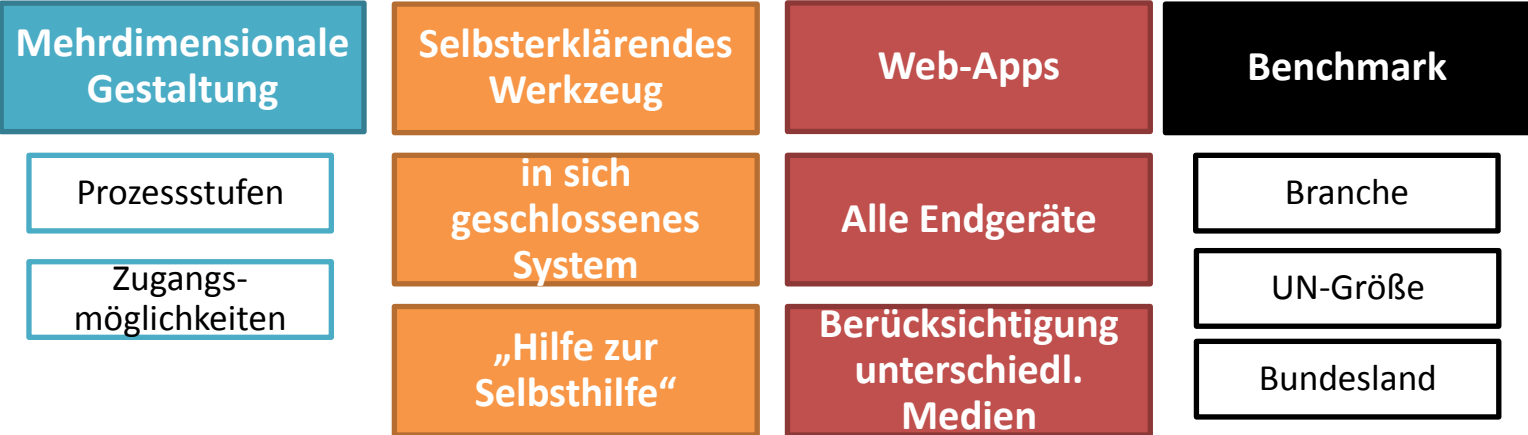 Mehrdimensionale
Gestaltung
Prozessstufen
Zugangs-
möglichkeiten
Selbsterklärendes
Werkzeug
in sich
geschlossenes
System
„Hilfe zur
Selbsthilfe“
Web-Apps
Alle Endgeräte
Berücksichtigung
unterschiedl.
Medien
Benchmark
Branche
UN-Größe
Bundesland